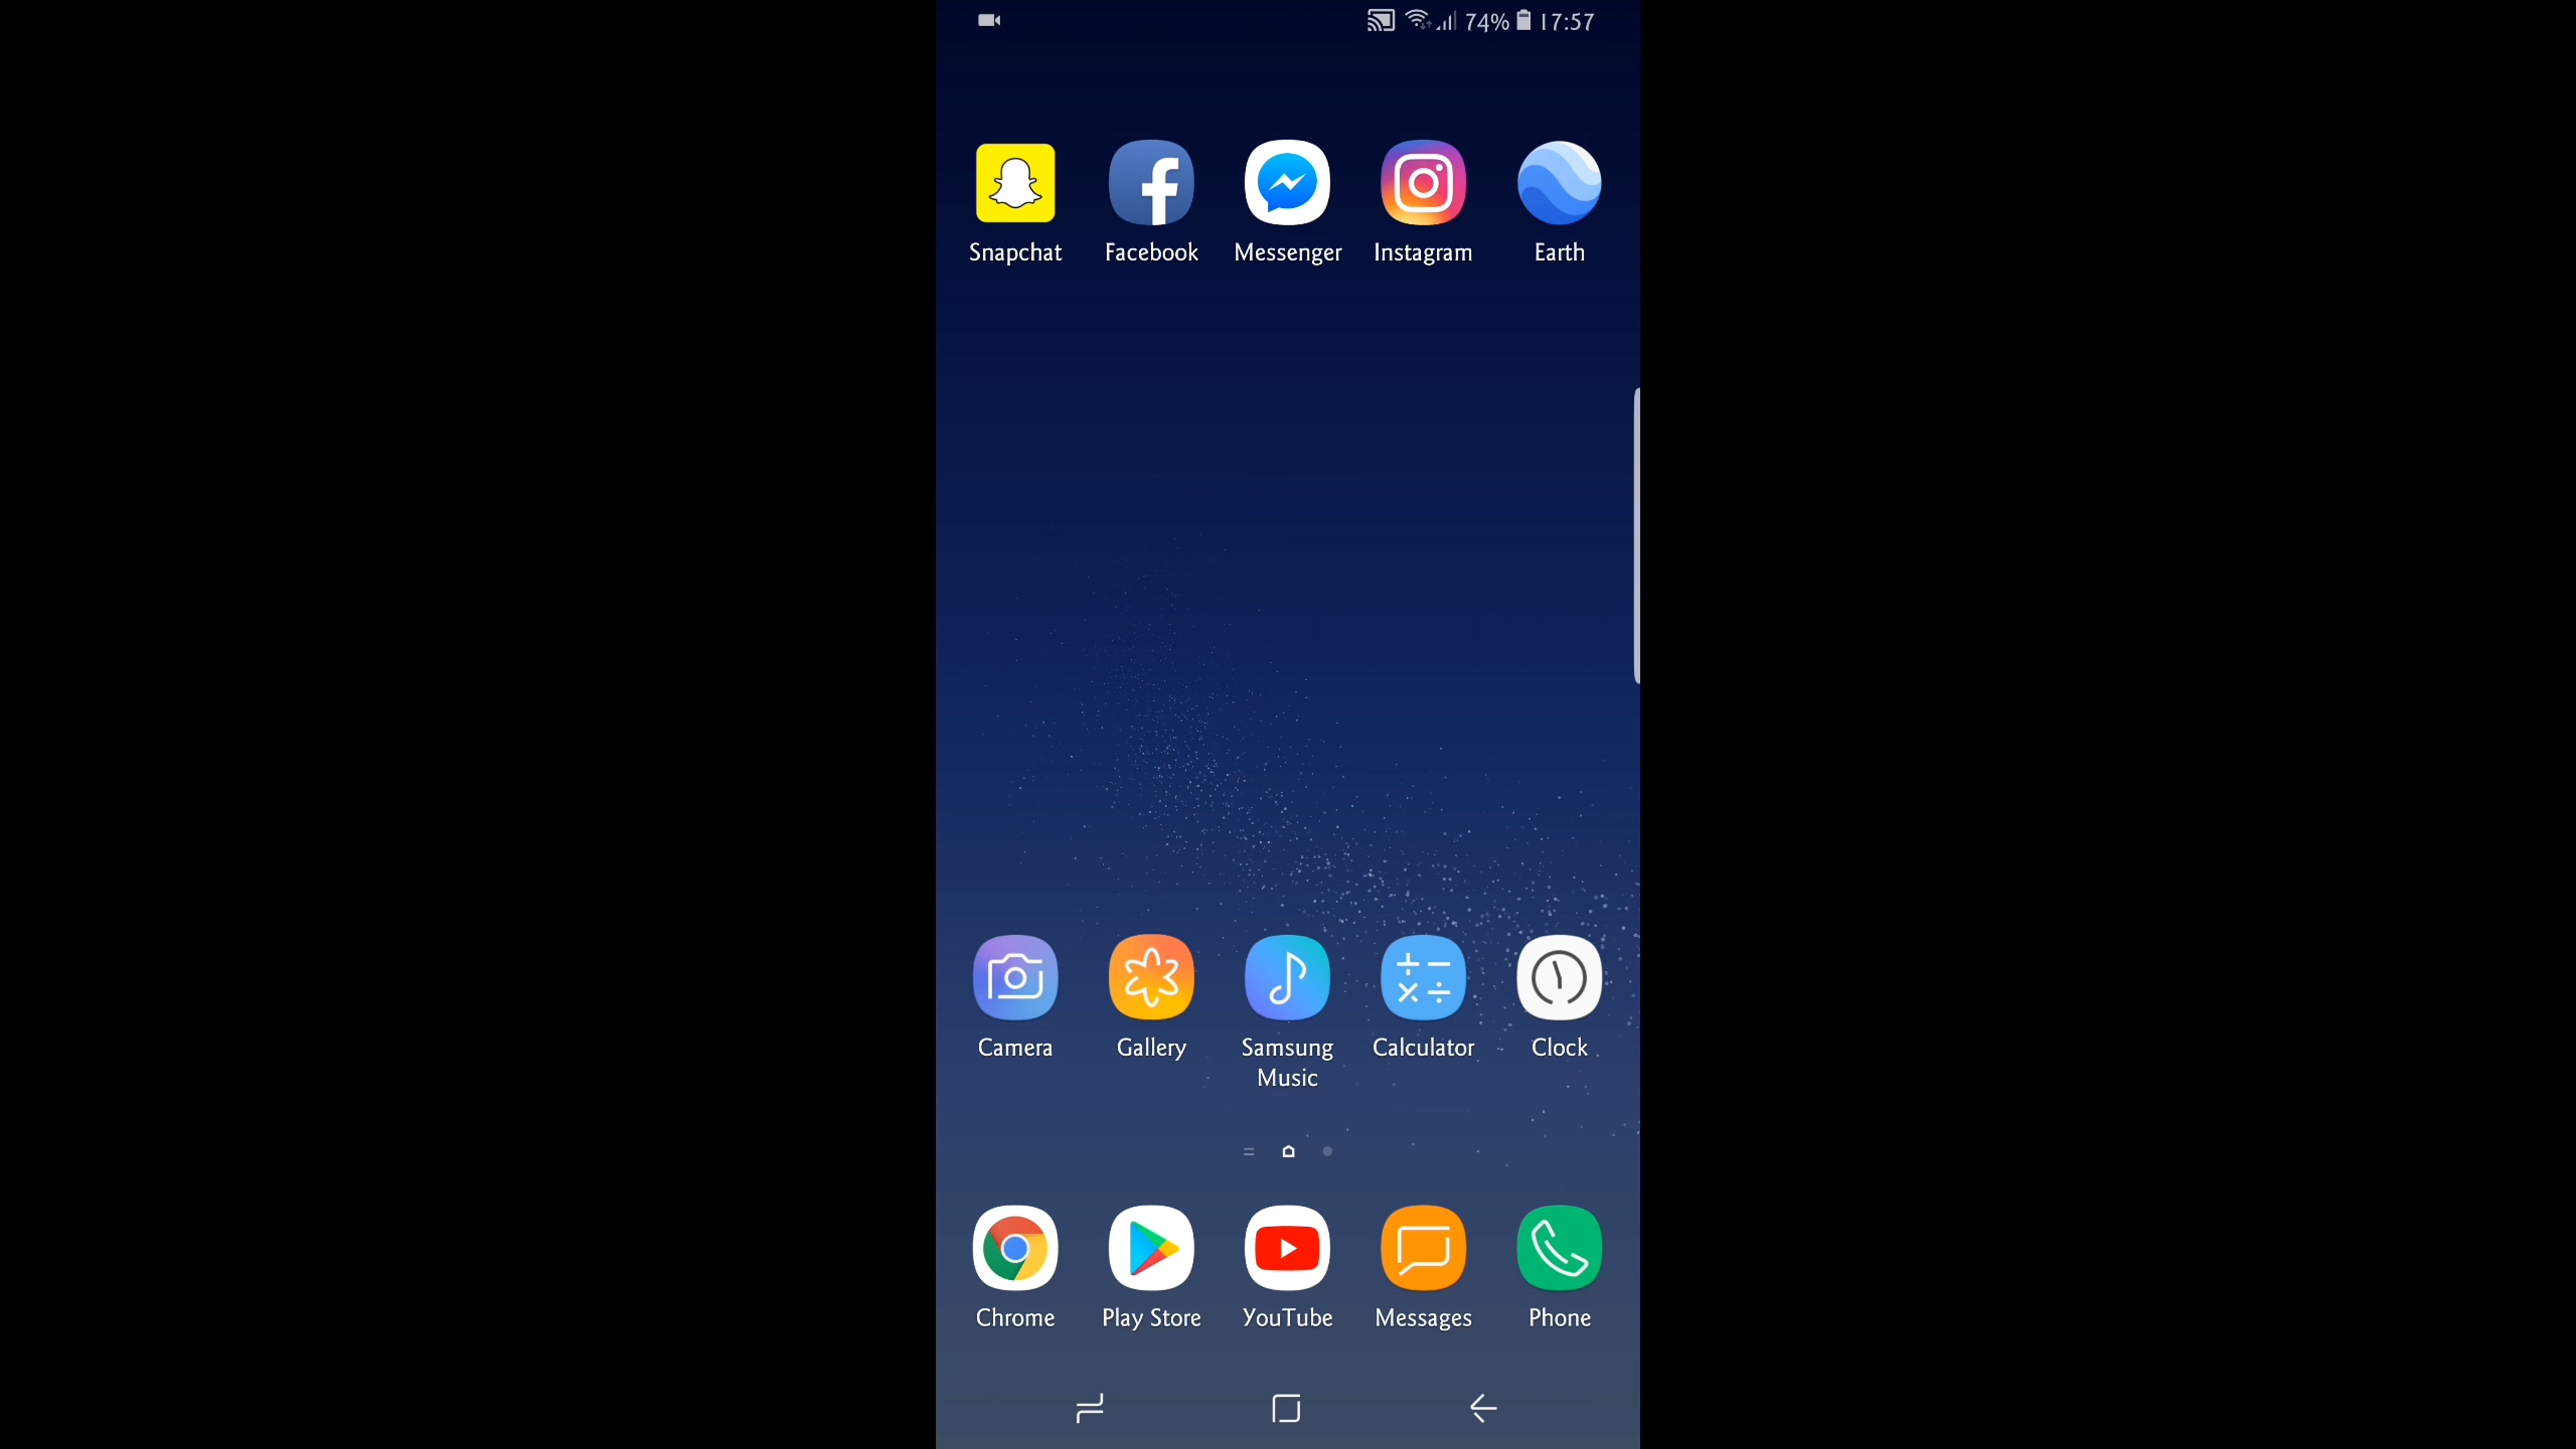 74% 17:57
Snapchat Facebook Messenger Instagram Earth
Camera Gallery Samsung Music Calculator Clock
Chrome Play Store YouTube Messages Phone